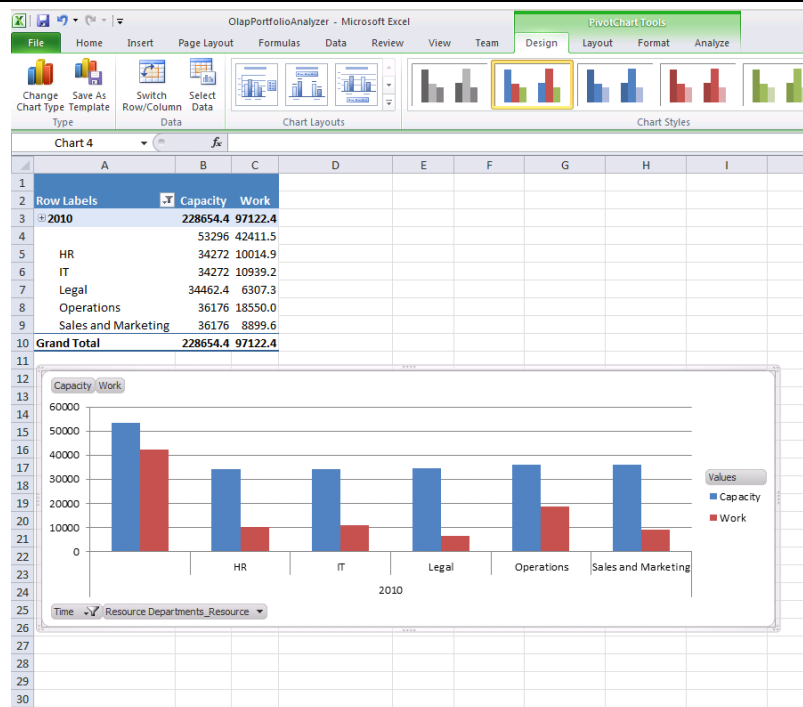 OlapPortfolioAnalyzer - Microsoft Excel
PivotChart Tools
File Home Insert Page Layout Formulas Data Review View Team Design Layout Format Analyze
Change Chart Type
Save As Template
Switch Row/Column
Select Data
Type Data Chart Layouts Chart Styles
Chart 4 fx
A B C D E F G H I
1
2 Row Labels Capacity Work
3 2010 228654.4 97122.4
4 53296 42411.5
5 HR 34272 10014.9
6 IT 34272 10939.2
7 Legal 34462.4 6307.3
8 Operations 36176 18550.0
9 Sales and Marketing 36176 8899.6
10 Grand Total 228654.4 97122.4
11
12
13
14
15
16
17
18
19
20
21
22
23
24
25
26
27
28
29
30
Capacity Work
60000
50000
40000
30000
20000
10000
0
HR IT Legal Operations Sales and Marketing
2010
Values
Capacity
Work
Time Resource Departments_Resource